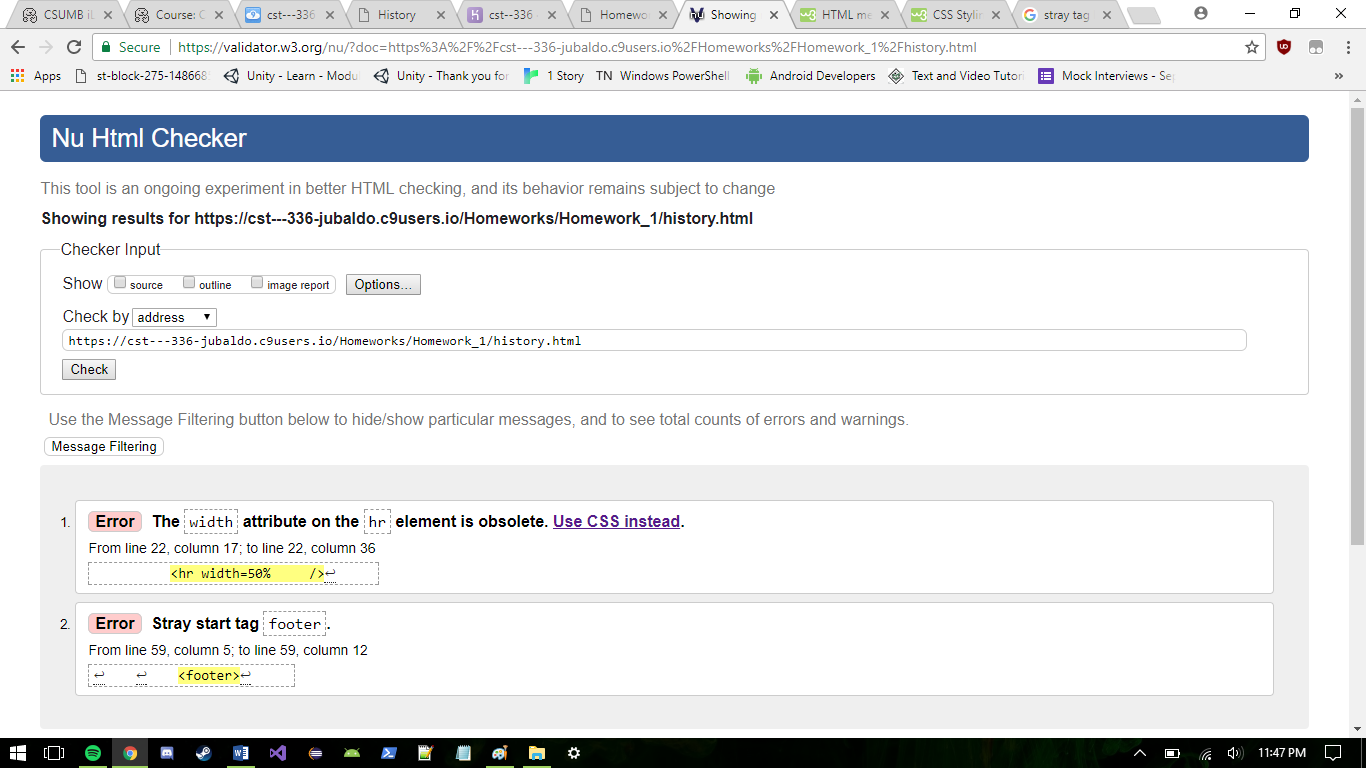 CSUMB iL
Course: C
cst---336
History
cst--336
Homewor
Showing
HTML me
CSS Stylin
stray tag
Secure
https://validator.w3.org/nu/?doc=https%3A%2F%2Fcst---336-jubaldo.c9users.io%2FHomeworks%2FHomework_1%2Fhistory.html
Apps
st-block-275-148668
Unity - Learn - Modu
Unity - Thank you for
1 Story
TN Windows PowerShell
Android Developers
Text and Video Tutori
Mock Interviews - Sep
»
Nu Html Checker
This tool is an ongoing experiment in better HTML checking, and its behavior remains subject to change
Showing results for https://cst---336-jubaldo.c9users.io/Homeworks/Homework_1/history.html
Checker Input
Show source outline image report Options...
Check by address
https://cst---336-jubaldo.c9users.io/Homeworks/Homework_1/history.html
Check
Use the Message Filtering button below to hide/show particular messages, and to see total counts of errors and warnings.
Message Filtering
1. Error The width attribute on the hr element is obsolete. Use CSS instead.
From line 22, column 17; to line 22, column 36
<hr width=50%     />↩
2. Error Stray start tag footer.
From line 59, column 5; to line 59, column 12
↩ ↩ <footer>↩
11:47 PM